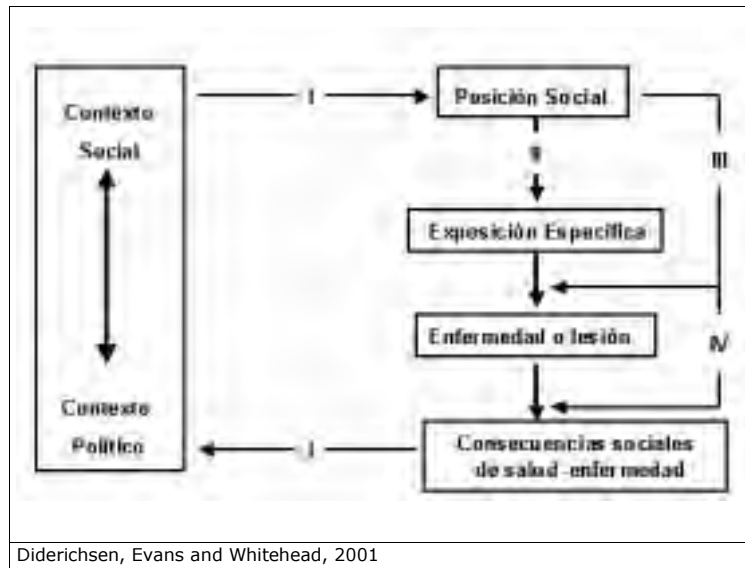 I
Posición Social
Contexto
Social
II
III
Exposición Específica
Enfermedad o lesión
IV
Contexto
Político
Consecuencias sociales
de salud-enfermedad
Diderichsen, Evans and Whitehead, 2001